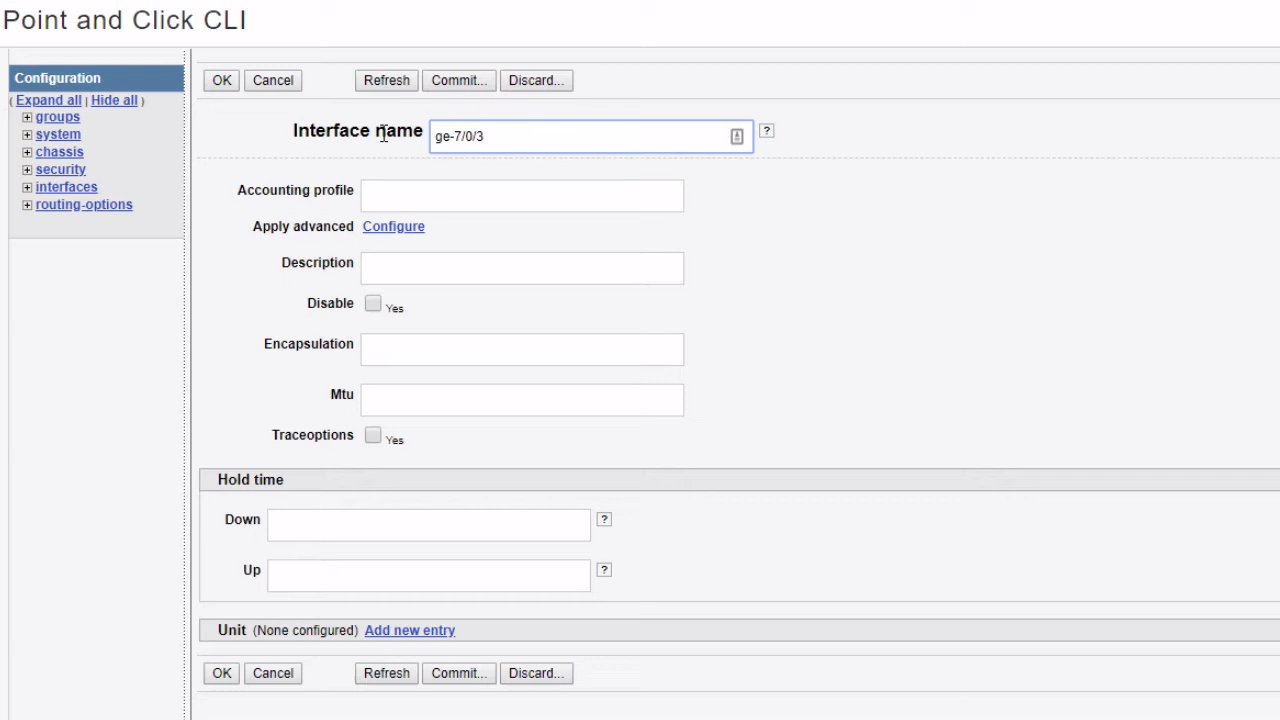 Point and Click CLI
Configuration
( Expand all | Hide all )
groups
system
chassis
security
interfaces
routing-options
OK Cancel Refresh Commit... Discard...
Interface name ge-7/0/3 ?
Accounting profile
Apply advanced Configure
Description
Disable Yes
Encapsulation
Mtu
Traceoptions Yes
Hold time
Down ?
Up ?
Unit (None configured) Add new entry
OK Cancel Refresh Commit... Discard...